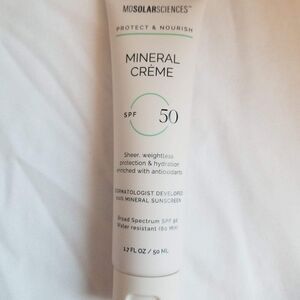 MDSOLARSCIENCES™
PROTECT & NOURISH
MINERAL
CRÈME
SPF 50
Sheer, weightless
protection & hydration
enriched with antioxidants
DERMATOLOGIST DEVELOPED
100% MINERAL SUNSCREEN
Broad Spectrum SPF 50
Water resistant (80 Min)
1.7 FL OZ / 50 ML